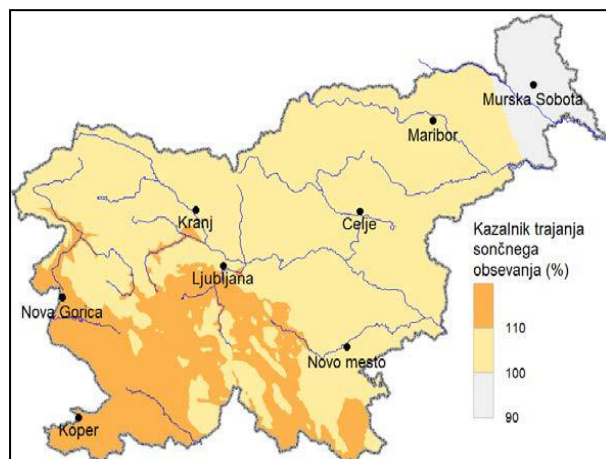 Murska Sobota
Maribor
Kranj
Celje
Ljubljana
Nova Gorica
Novo mesto
Koper
Kazalnik trajanja
sončnega
obsevanja (%)
110
100
90